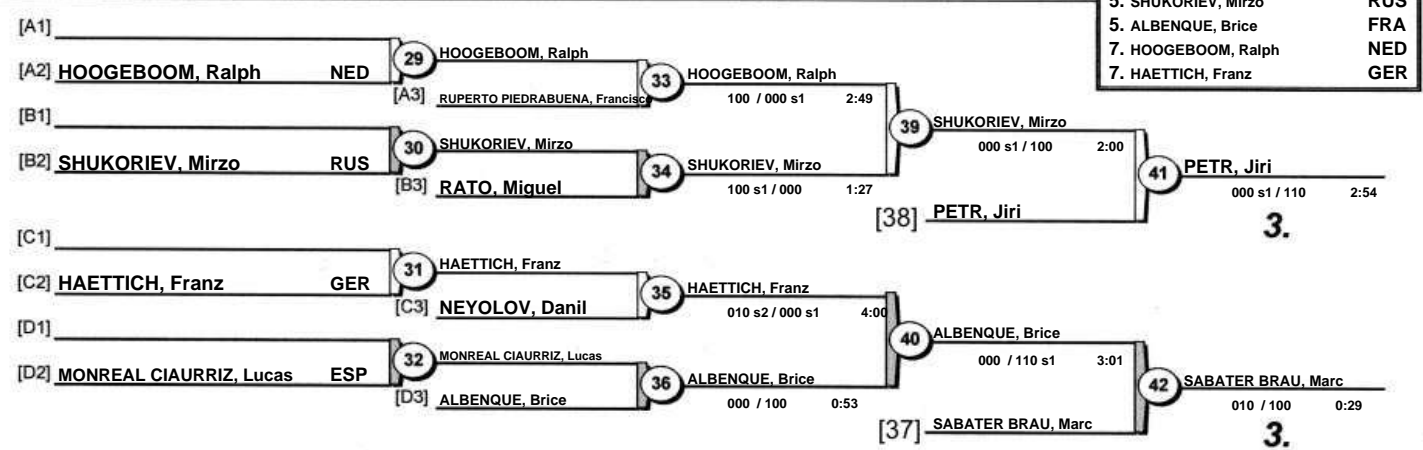 5. SHUKORIEV, Mirzo RUS
5. ALBENQUE, Brice FRA
7. HOOGEBOOM, Ralph NED
7. HAETTICH, Franz GER
[A1]
[A2] HOOGEBOOM, Ralph NED
29
HOOGEBOOM, Ralph
[A3] RUPERTO PIEDRABUENA, Francisco
33
HOOGEBOOM, Ralph
100 / 000 s1 2:49
[B1]
[B2] SHUKORIEV, Mirzo RUS
30
SHUKORIEV, Mirzo
[B3] RATO, Miguel
34
SHUKORIEV, Mirzo
100 s1 / 000 1:27
39
SHUKORIEV, Mirzo
000 s1 / 100 2:00
[38] PETR, Jiri
41
PETR, Jiri
000 s1 / 110 2:54
3.
[C1]
[C2] HAETTICH, Franz GER
31
HAETTICH, Franz
[C3] NEYOLOV, Danil
35
HAETTICH, Franz
010 s2 / 000 s1 4:00
[D1]
[D2] MONREAL CIAURRIZ, Lucas ESP
32
MONREAL CIAURRIZ, Lucas
[D3] ALBENQUE, Brice
36
ALBENQUE, Brice
000 / 100 0:53
40
ALBENQUE, Brice
000 / 110 s1 3:01
[37] SABATER BRAU, Marc
42
SABATER BRAU, Marc
010 / 100 0:29
3.